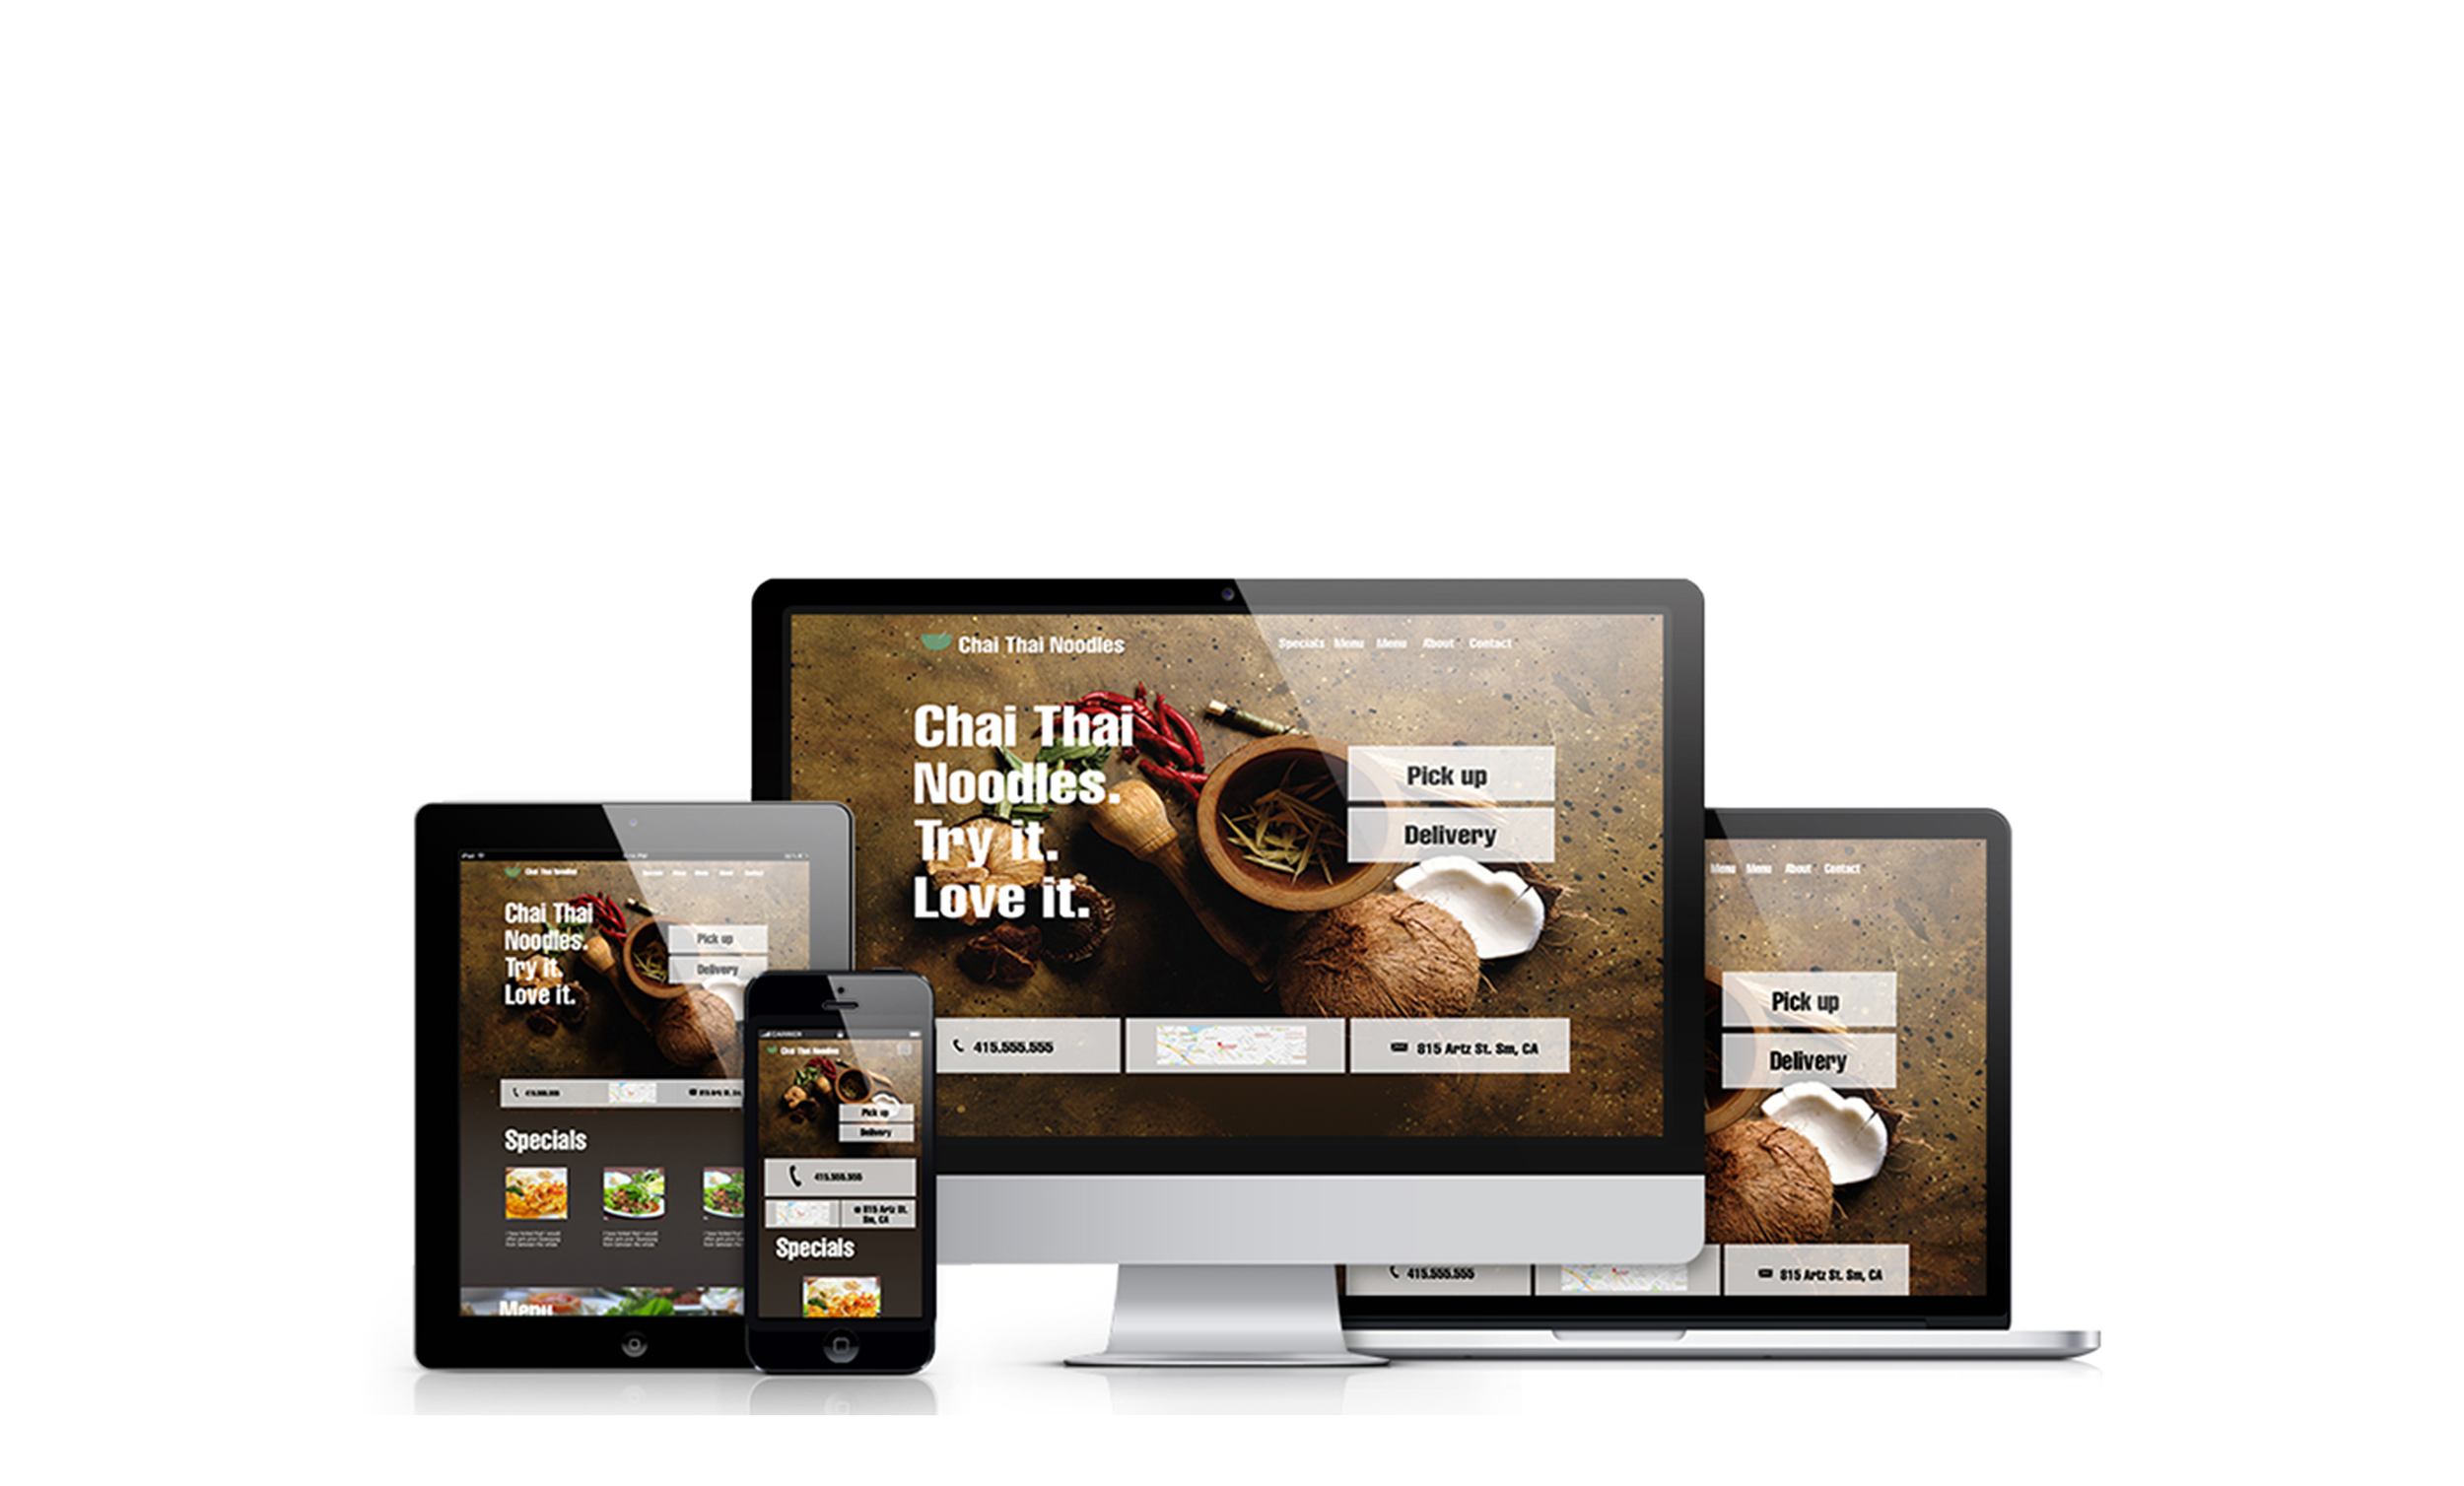 Chai Thai Noodles
Specials Menu Menu About Contact
Chai Thai
Noodles.
Try it.
Love it.
Pick up
Delivery
415.555.555
815 Artz St. Sm, CA
Menu Menu About Contact
Pick up
Delivery
415.555.555
815 Artz St. Sm, CA
iPad
Chai Thai Noodles
Chai Thai
Noodles.
Try it.
Love it.
Pick up
Delivery
Specials
Menu
CARRIER
Chai Thai Noodles
Pick up
Delivery
415.555.555
815 Artz St.
Sm, CA
Specials